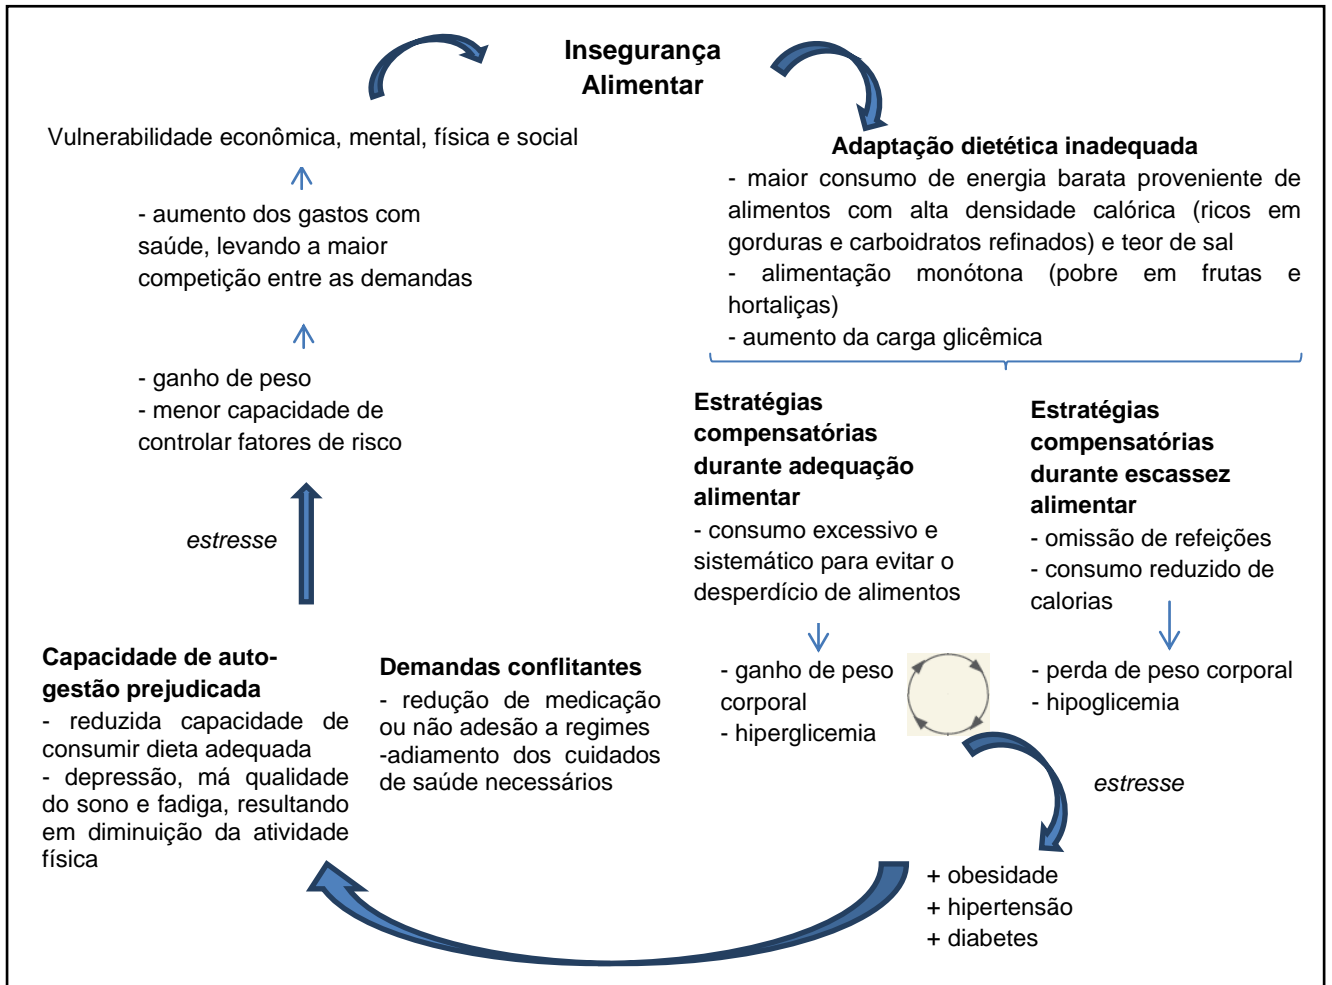 Insegurança
Alimentar
Vulnerabilidade econômica, mental, física e social
- aumento dos gastos com
saúde, levando a maior
competição entre as demandas
- ganho de peso
- menor capacidade de
controlar fatores de risco
estresse
Adaptação dietética inadequada
- maior consumo de energia barata proveniente de
alimentos com alta densidade calórica (ricos em
gorduras e carboidratos refinados) e teor de sal
- alimentação monótona (pobre em frutas e
hortaliças)
- aumento da carga glicêmica
Estratégias
compensatórias
durante adequação
alimentar
- consumo excessivo e
sistemático para evitar o
desperdício de alimentos
- ganho de peso
corporal
- hiperglicemia
Estratégias
compensatórias
durante escassez
alimentar
- omissão de refeições
- consumo reduzido de
calorias
- perda de peso corporal
- hipoglicemia
estresse
+ obesidade
+ hipertensão
+ diabetes
Demandas conflitantes
- redução de medicação
ou não adesão a regimes
-adiamento dos cuidados
de saúde necessários
Capacidade de auto-
gestão prejudicada
- reduzida capacidade de
consumir dieta adequada
- depressão, má qualidade
do sono e fadiga, resultando
em diminuição da atividade
física